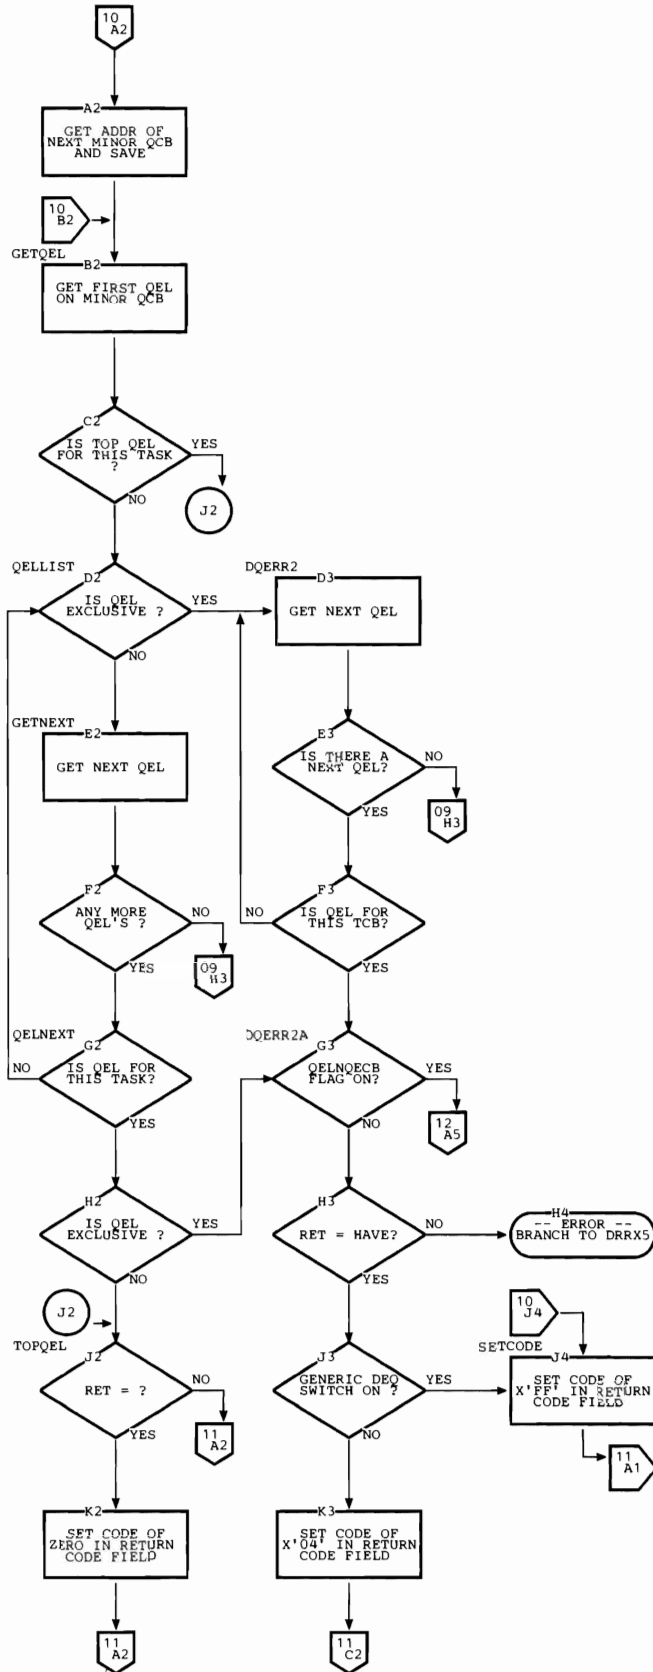 10
A2
A2
GET ADDR OF
NEXT MINOR QCB
AND SAVE
10
B2
GETQEL
B2
GET FIRST QEL
ON MINOR QCB
C2
IS TOP QEL
FOR THIS TASK
?
YES
NO
J2
QELLIST
D2
IS QEL
EXCLUSIVE ?
YES
NO
DQERR2
D3
GET NEXT QEL
GETNEXT
E2
GET NEXT QEL
E3
IS THERE A
NEXT QEL?
NO
YES
09
H3
F2
ANY MORE
QEL'S ?
NO
YES
09
H3
F3
IS QEL FOR
THIS TCB?
NO
YES
QELNEXT
G2
IS QEL FOR
THIS TASK?
NO
YES
DQERR2A
G3
QELNQECB
FLAG ON?
YES
NO
12
A5
H2
IS QEL
EXCLUSIVE ?
YES
NO
H3
RET = HAVE?
NO
YES
H4
-- ERROR --
BRANCH TO DRRX5
J2
TOPQEL
J2
RET = ?
NO
YES
11
A2
J3
GENERIC DEQ
SWITCH ON ?
YES
NO
10
J4
SETCODE
J4
SET CODE OF
X'FF' IN RETURN
CODE FIELD
11
A1
K2
SET CODE OF
ZERO IN RETURN
CODE FIELD
K3
SET CODE OF
X'04' IN RETURN
CODE FIELD
11
A2
11
C2